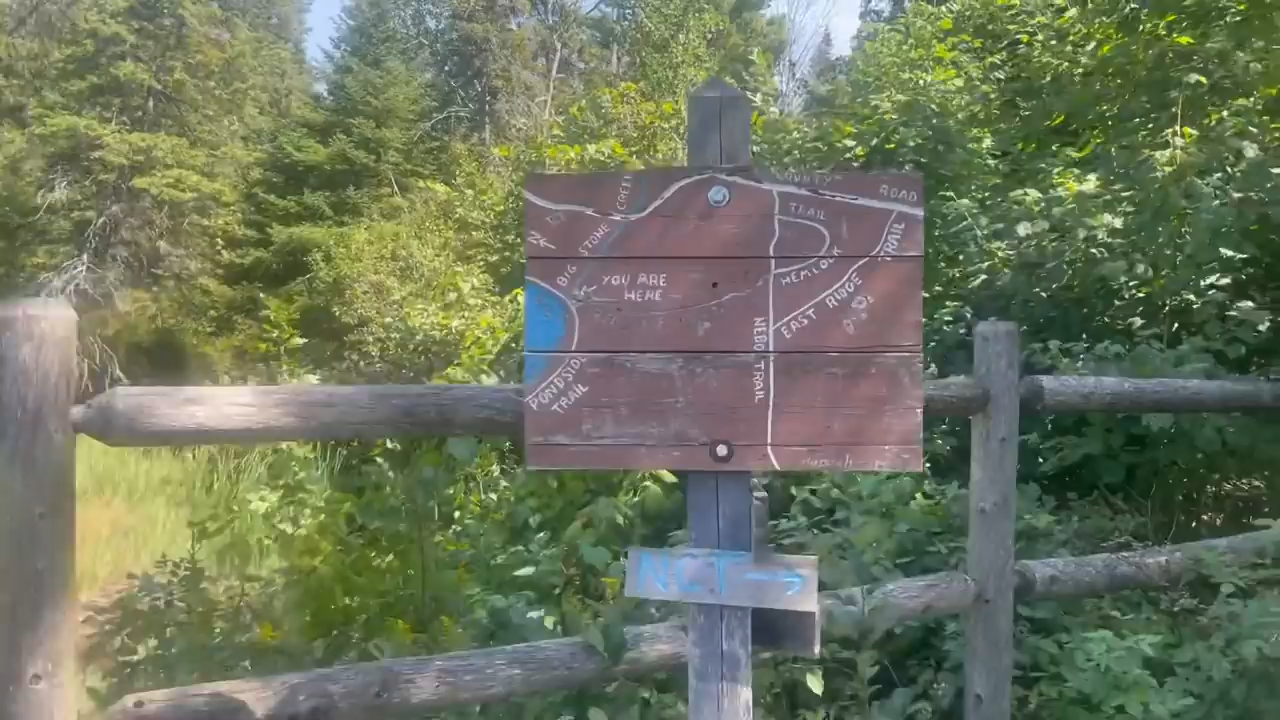 COUNTY
ROAD
CREEK
STONE
BIG
N
TRAIL
HEMLOCK
TRAIL
EAST RIDGE
YOU ARE
HERE
NEBO TRAIL
PONDSIDE
TRAIL
NCT